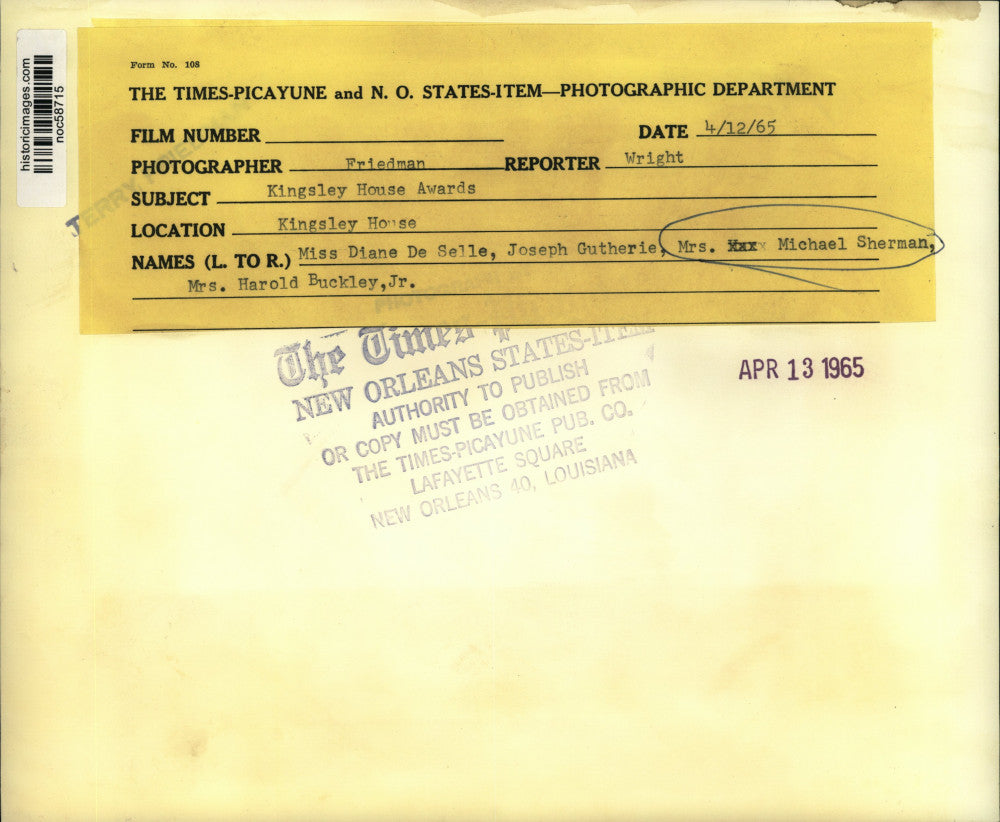 historicimages.com
noc58715
Form No. 108
THE TIMES-PICAYUNE and N. O. STATES-ITEM—PHOTOGRAPHIC DEPARTMENT
FILM NUMBER
DATE 4/12/65
PHOTOGRAPHER Friedman REPORTER Wright
SUBJECT Kingsley House Awards
LOCATION Kingsley House
NAMES (L. TO R.) Miss Diane De Selle, Joseph Gutherie, Mrs. xxxx Michael Sherman,
Mrs. Harold Buckley,Jr.
JERRY
The Times P
NEW ORLEANS STATES-ITEM
AUTHORITY TO PUBLISH
OR COPY MUST BE OBTAINED FROM
THE TIMES-PICAYUNE PUB. CO.
LAFAYETTE SQUARE
NEW ORLEANS 40, LOUISIANA
APR 13 1965